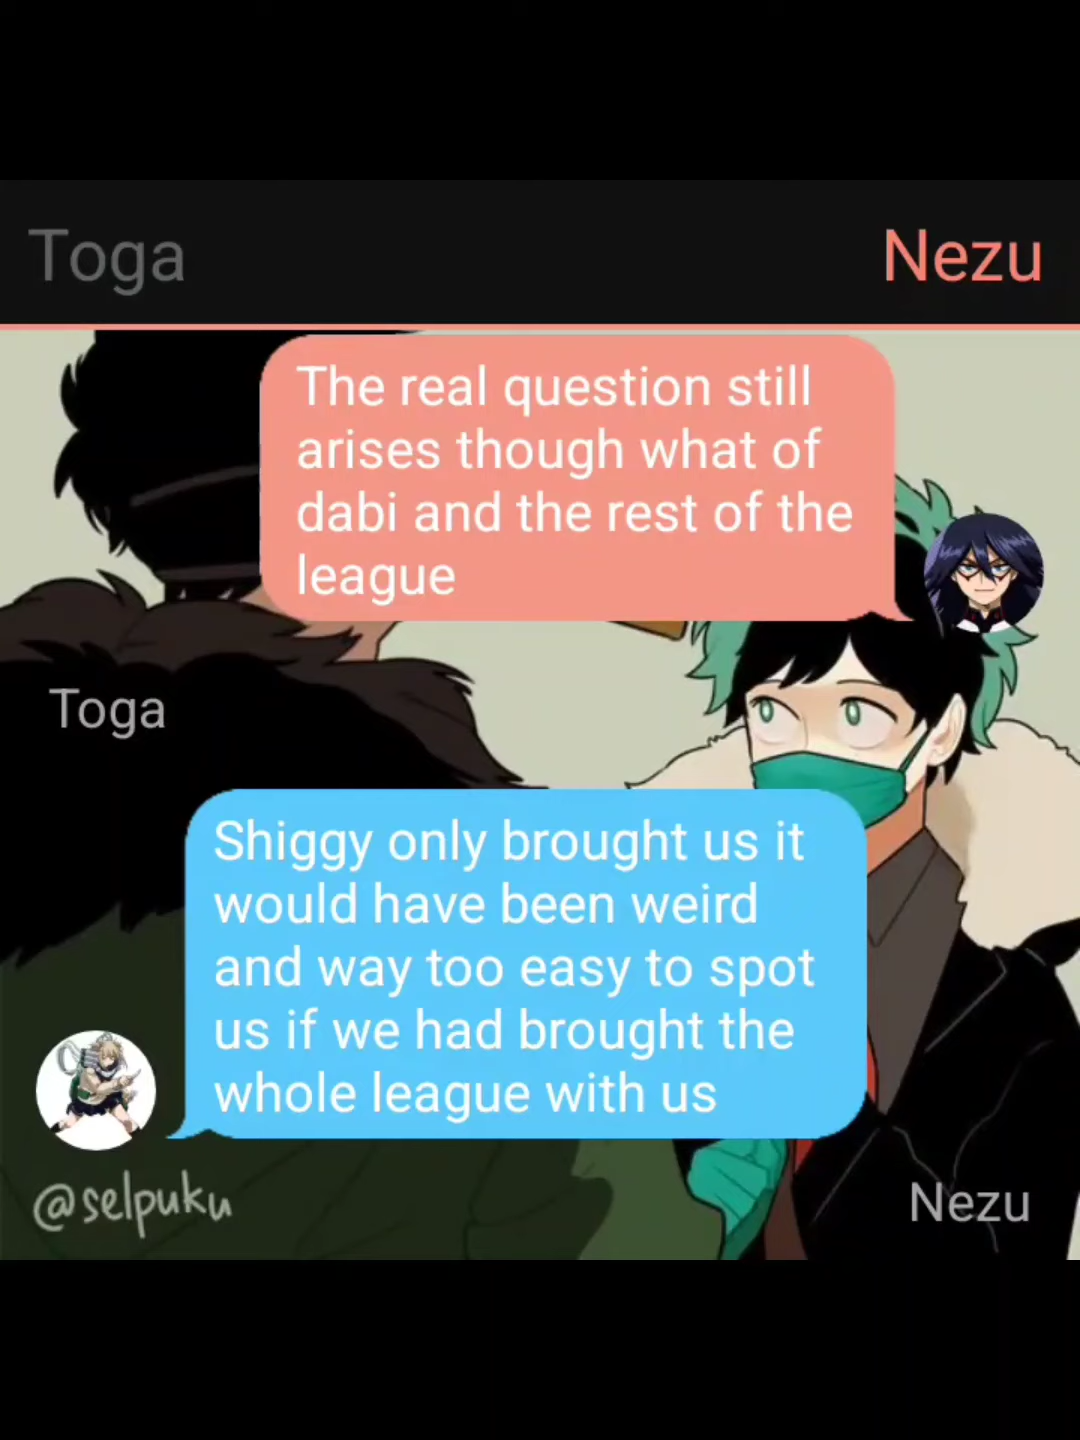 Toga
Nezu
The real question still
arises though what of
dabi and the rest of the
league
Toga
Shiggy only brought us it
would have been weird
and way too easy to spot
us if we had brought the
whole league with us
@selpuku
Nezu